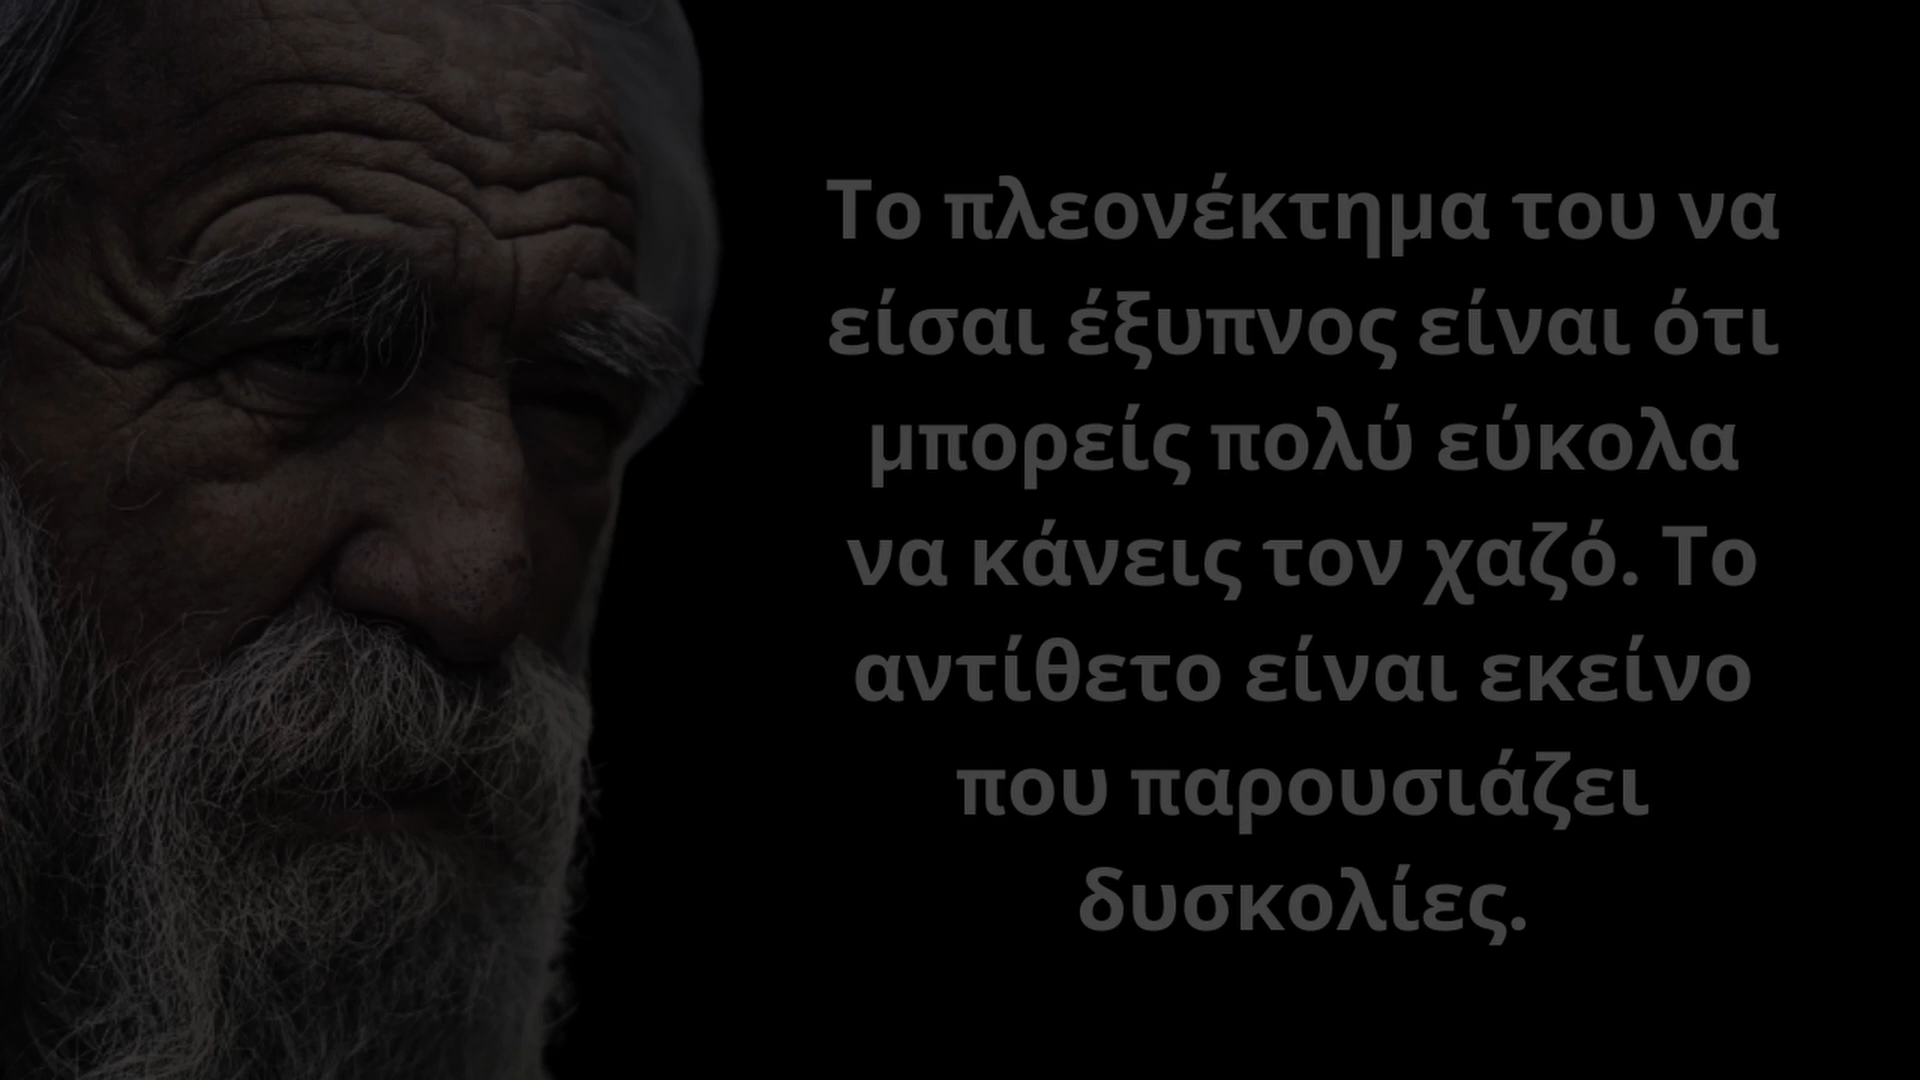 Το πλεονέκτημα του να
είσαι έξυπνος είναι ότι
μπορείς πολύ εύκολα
να κάνεις τον χαζό. Το
αντίθετο είναι εκείνο
που παρουσιάζει
δυσκολίες.